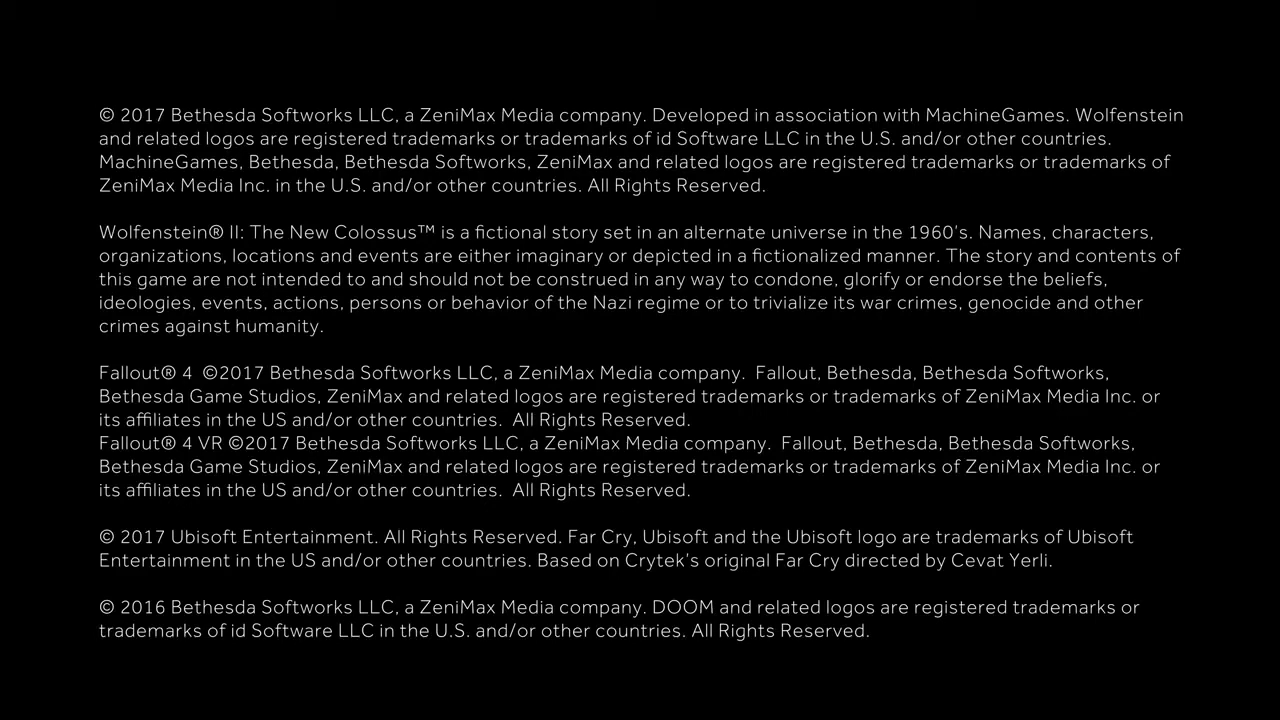 © 2017 Bethesda Softworks LLC, a ZeniMax Media company. Developed in association with MachineGames. Wolfenstein
and related logos are registered trademarks or trademarks of id Software LLC in the U.S. and/or other countries.
MachineGames, Bethesda, Bethesda Softworks, ZeniMax and related logos are registered trademarks or trademarks of
ZeniMax Media Inc. in the U.S. and/or other countries. All Rights Reserved.
Wolfenstein® II: The New Colossus™ is a fictional story set in an alternate universe in the 1960's. Names, characters,
organizations, locations and events are either imaginary or depicted in a fictionalized manner. The story and contents of
this game are not intended to and should not be construed in any way to condone, glorify or endorse the beliefs,
ideologies, events, actions, persons or behavior of the Nazi regime or to trivialize its war crimes, genocide and other
crimes against humanity.
Fallout® 4  ©2017 Bethesda Softworks LLC, a ZeniMax Media company.  Fallout, Bethesda, Bethesda Softworks,
Bethesda Game Studios, ZeniMax and related logos are registered trademarks or trademarks of ZeniMax Media Inc. or
its affiliates in the US and/or other countries.  All Rights Reserved.
Fallout® 4 VR ©2017 Bethesda Softworks LLC, a ZeniMax Media company.  Fallout, Bethesda, Bethesda Softworks,
Bethesda Game Studios, ZeniMax and related logos are registered trademarks or trademarks of ZeniMax Media Inc. or
its affiliates in the US and/or other countries.  All Rights Reserved.
© 2017 Ubisoft Entertainment. All Rights Reserved. Far Cry, Ubisoft and the Ubisoft logo are trademarks of Ubisoft
Entertainment in the US and/or other countries. Based on Crytek's original Far Cry directed by Cevat Yerli.
© 2016 Bethesda Softworks LLC, a ZeniMax Media company. DOOM and related logos are registered trademarks or
trademarks of id Software LLC in the U.S. and/or other countries. All Rights Reserved.